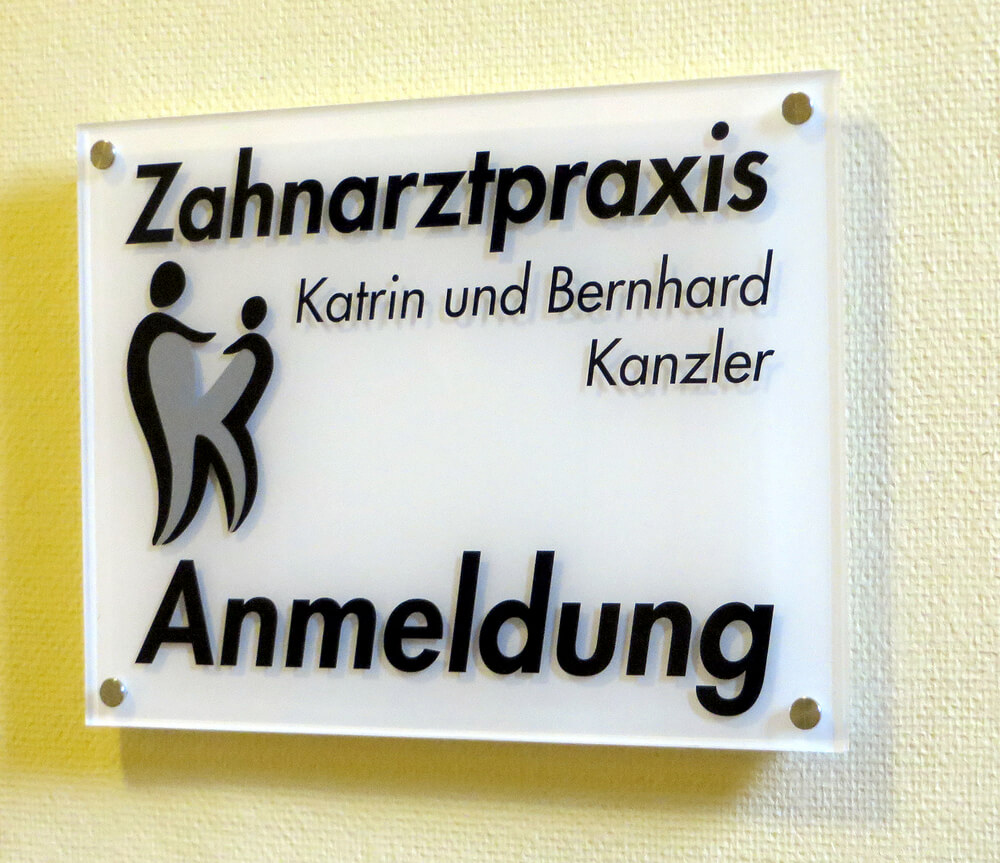 Zahnarztpraxis
Katrin und Bernhard
Kanzler
Anmeldung